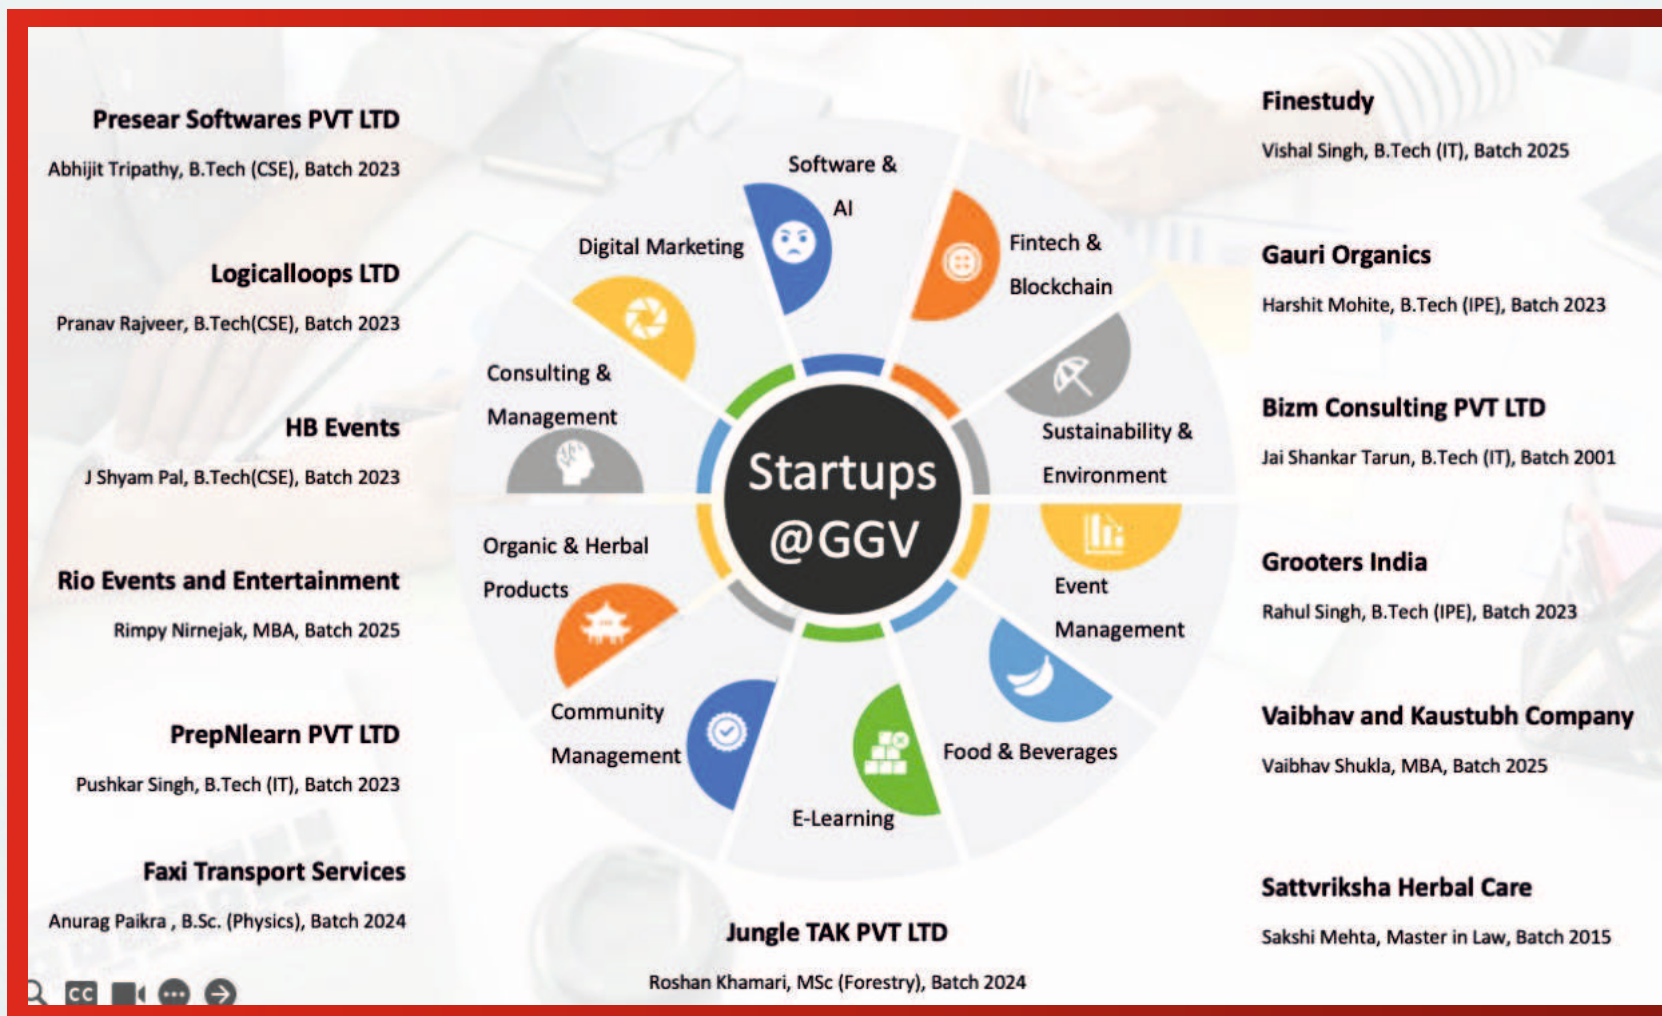 Presear Softwares PVT LTD
Abhijit Tripathy, B.Tech (CSE), Batch 2023
Logicalloops LTD
Pranav Rajveer, B.Tech(CSE), Batch 2023
HB Events
J Shyam Pal, B.Tech(CSE), Batch 2023
Rio Events and Entertainment
Rimpy Nirnejak, MBA, Batch 2025
PrepNlearn PVT LTD
Pushkar Singh, B.Tech (IT), Batch 2023
Faxi Transport Services
Anurag Paikra , B.Sc. (Physics), Batch 2024
CC
Software &
AI
Fintech &
Blockchain
Sustainability &
Environment
Event
Management
Food & Beverages
E-Learning
Community
Management
Organic & Herbal
Products
Consulting &
Management
Digital Marketing
Startups
@GGV
Jungle TAK PVT LTD
Roshan Khamari, MSc (Forestry), Batch 2024
Finestudy
Vishal Singh, B.Tech (IT), Batch 2025
Gauri Organics
Harshit Mohite, B.Tech (IPE), Batch 2023
Bizm Consulting PVT LTD
Jai Shankar Tarun, B.Tech (IT), Batch 2001
Grooters India
Rahul Singh, B.Tech (IPE), Batch 2023
Vaibhav and Kaustubh Company
Vaibhav Shukla, MBA, Batch 2025
Sattvriksha Herbal Care
Sakshi Mehta, Master in Law, Batch 2015